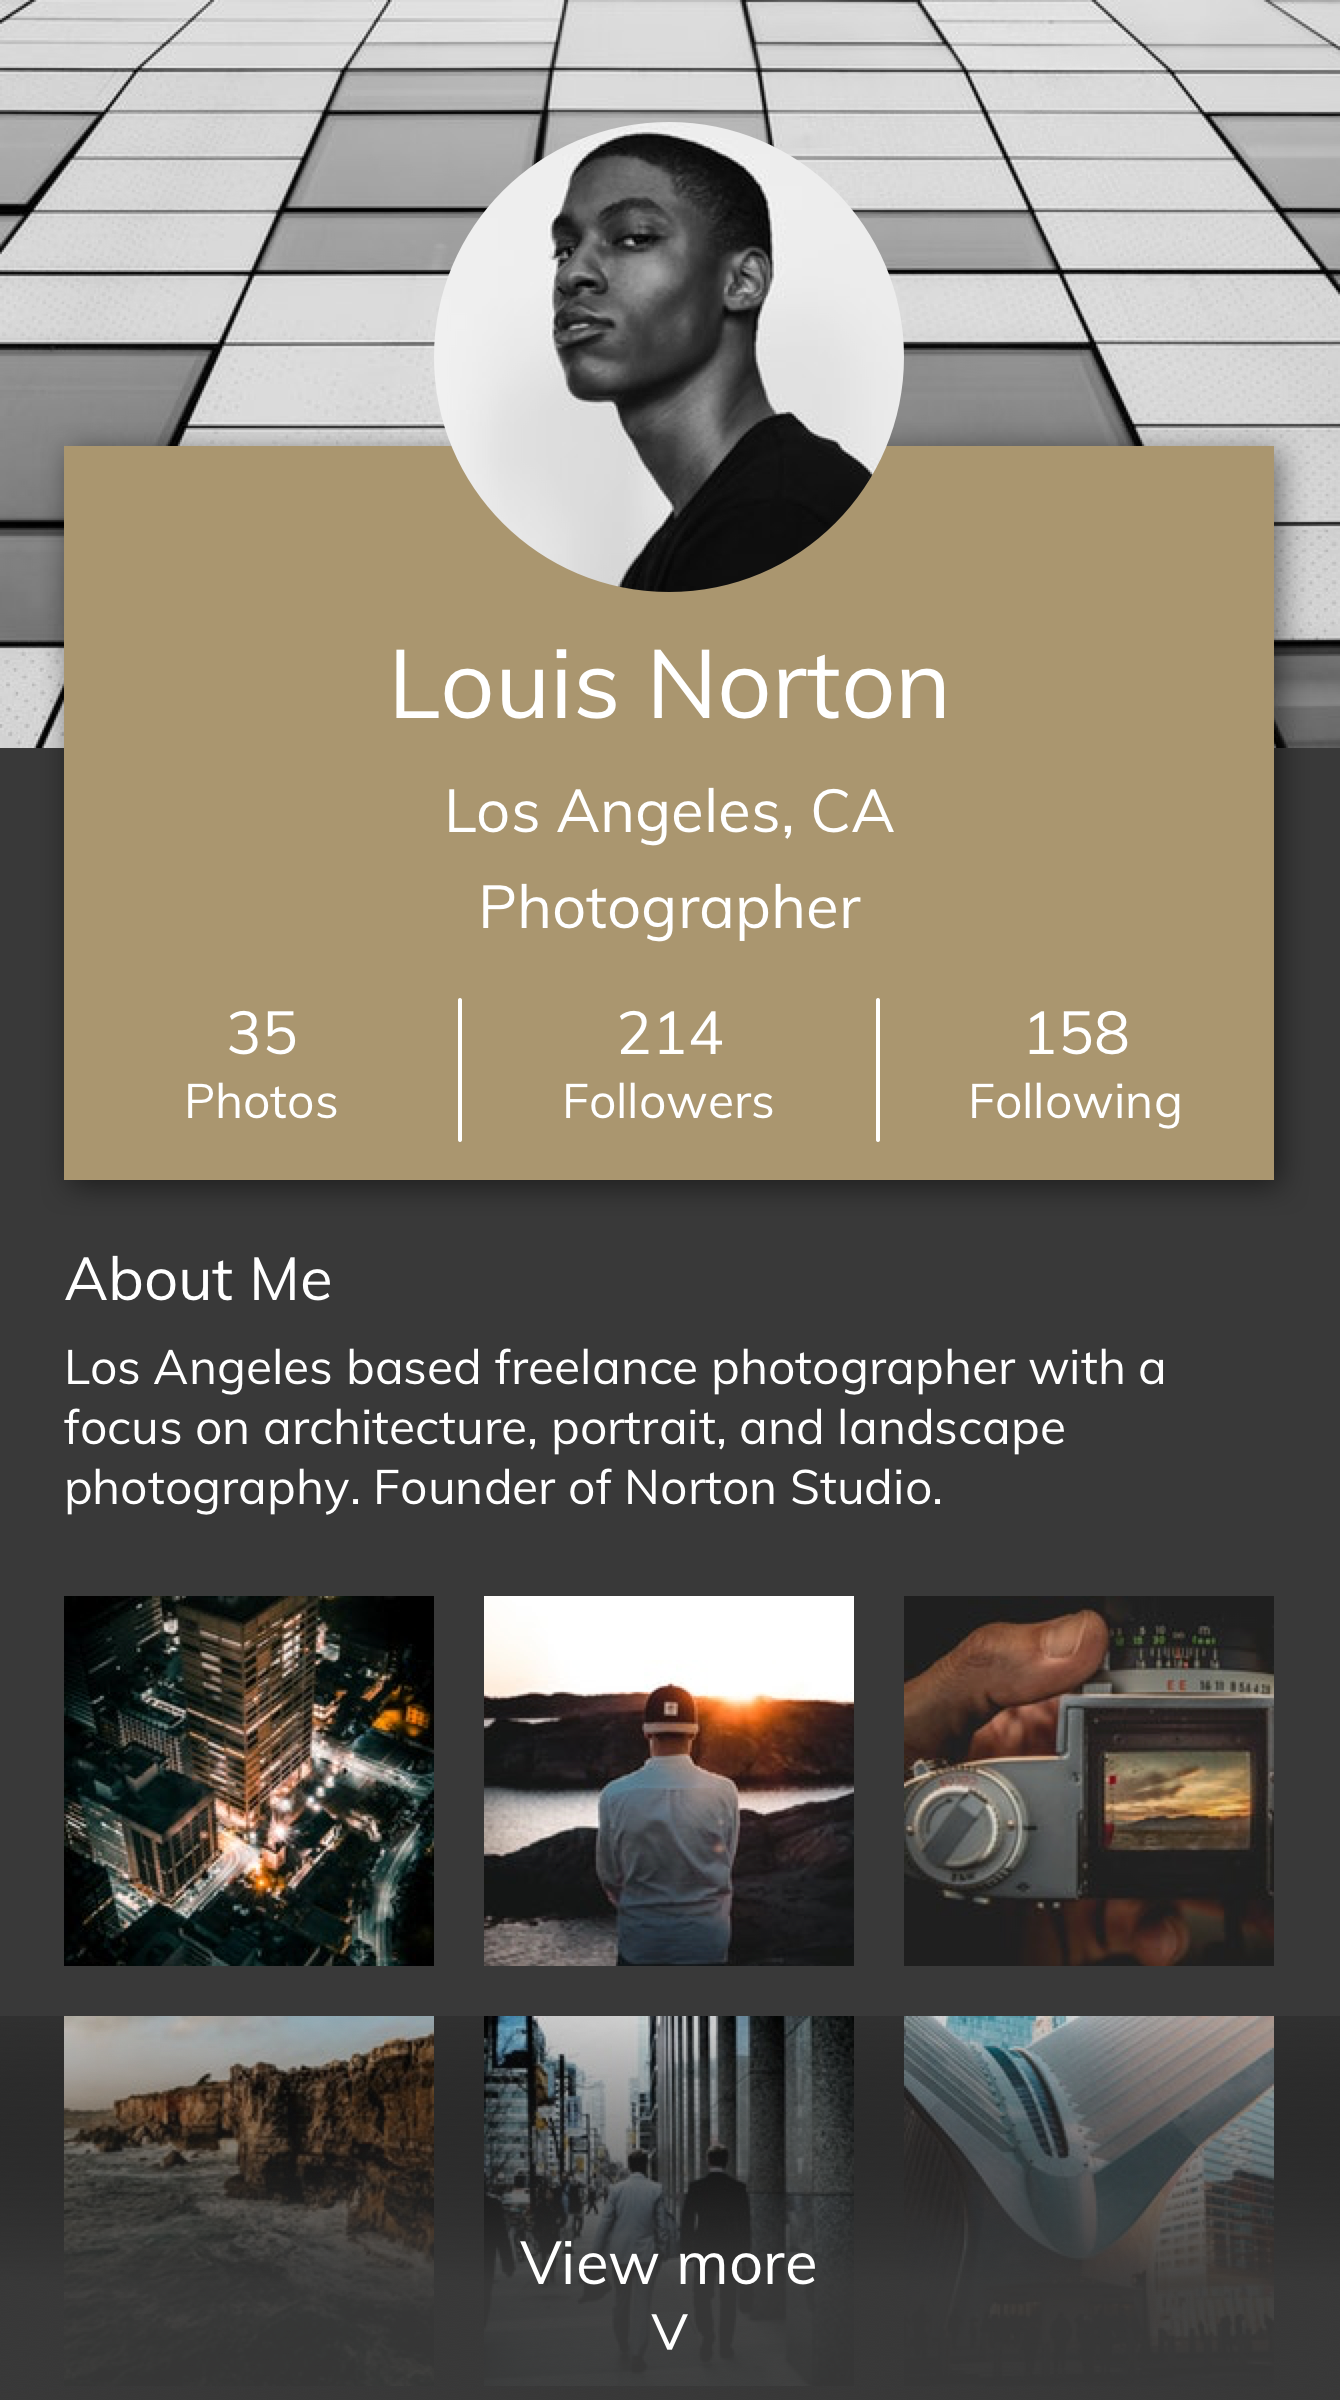 Louis Norton
Los Angeles, CA
Photographer
35
Photos
214
Followers
158
Following
About Me
Los Angeles based freelance photographer with a
focus on architecture, portrait, and landscape
photography. Founder of Norton Studio.
View more
V